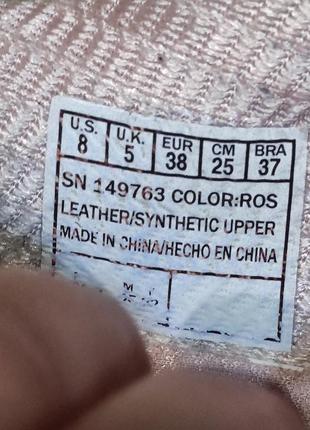 U.S. U.K. EUR CM BRA
8 5 38 25 37
SN 149763 COLOR:ROS
LEATHER/SYNTHETIC UPPER
MADE IN CHINA/HECHO EN CHINA
M